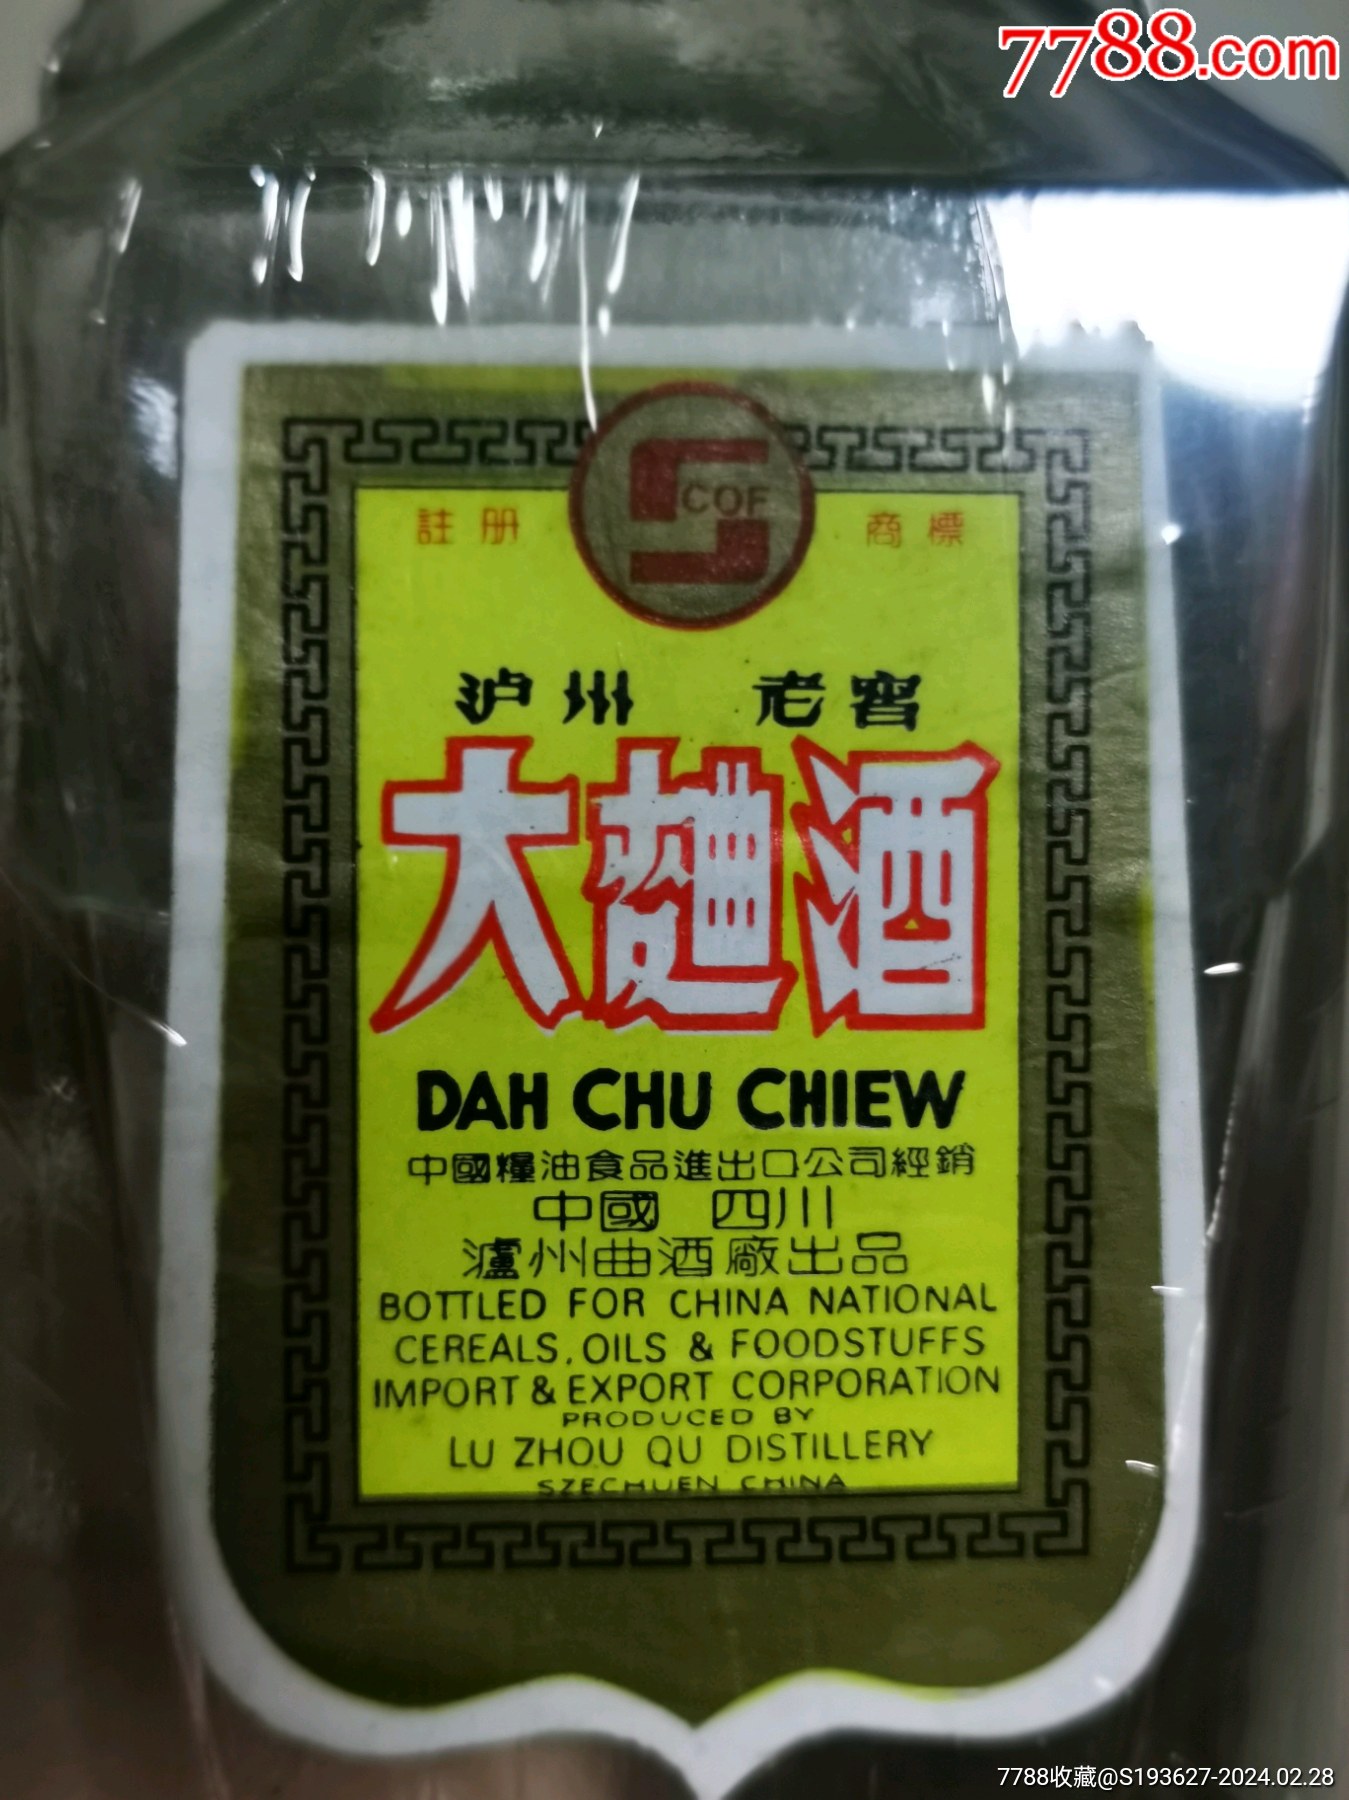 7788.com
S COF
註册 商標
泸州 老窖
大麯酒
DAH CHU CHIEW
中國糧油食品進出口公司經銷
中國 四川
瀘州曲酒廠出品
BOTTLED FOR CHINA NATIONAL
CEREALS, OILS & FOODSTUFFS
IMPORT & EXPORT CORPORATION
PRODUCED BY
LU ZHOU QU DISTILLERY
SZECHUEN CHINA
7788收藏@S193627-2024.02.28